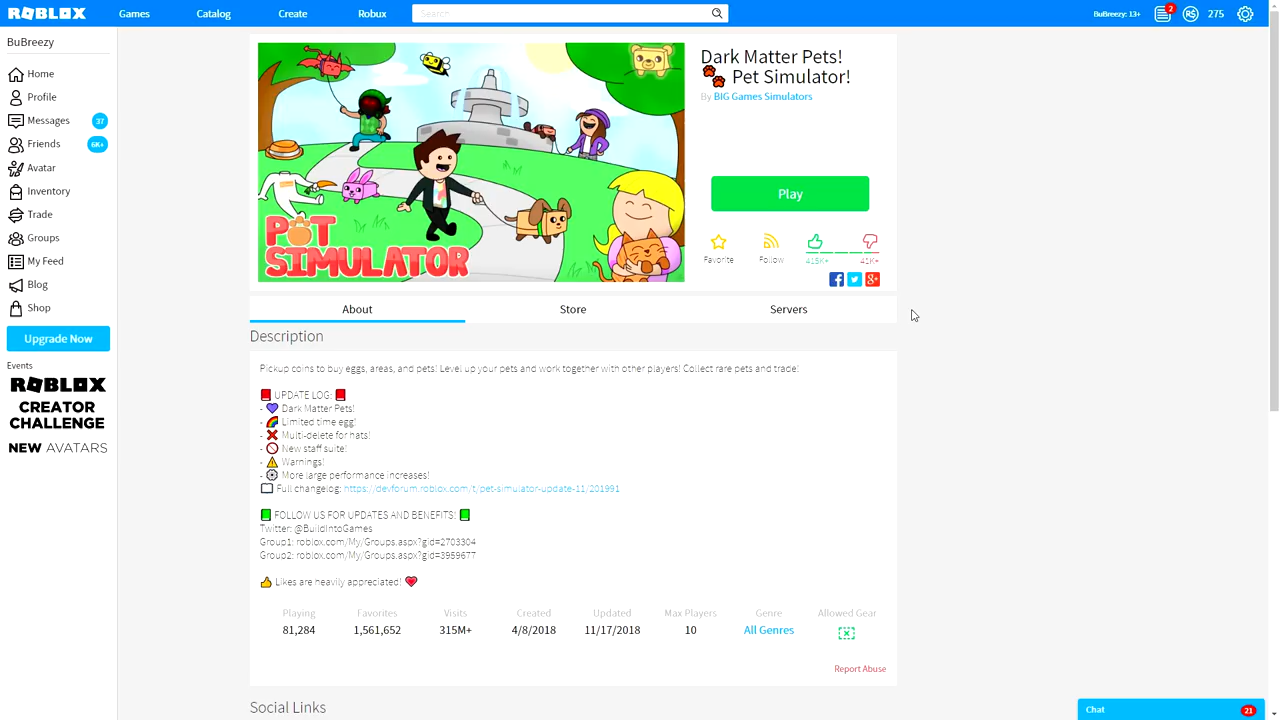 ROBLOX Games Catalog Create Robux Search BuBreezy: 13+ 2 R$ 275
BuBreezy
Home
Profile
Messages 37
Friends 6K+
Avatar
Inventory
Trade
Groups
My Feed
Blog
Shop
Upgrade Now
Events
ROBLOX
CREATOR
CHALLENGE
NEW AVATARS
PET
SIMULATOR
Dark Matter Pets!
Pet Simulator!
By BIG Games Simulators
Play
Favorite Follow 415K+ 41K+
About Store Servers
Description
Pickup coins to buy eggs, areas, and pets! Level up your pets and work together with other players! Collect rare pets and trade!
UPDATE LOG:
- Dark Matter Pets!
- Limited time egg!
- Multi-delete for hats!
- New staff suite!
- Warnings!
- More large performance increases!
Full changelog: https://devforum.roblox.com/t/pet-simulator-update-11/201991
FOLLOW US FOR UPDATES AND BENEFITS!
Twitter: @BuildIntoGames
Group1: roblox.com/My/Groups.aspx?gid=2703304
Group2: roblox.com/My/Groups.aspx?gid=3959677
Likes are heavily appreciated!
Playing Favorites Visits Created Updated Max Players Genre Allowed Gear
81,284 1,561,652 315M+ 4/8/2018 11/17/2018 10 All Genres
Report Abuse
Social Links
Chat 21